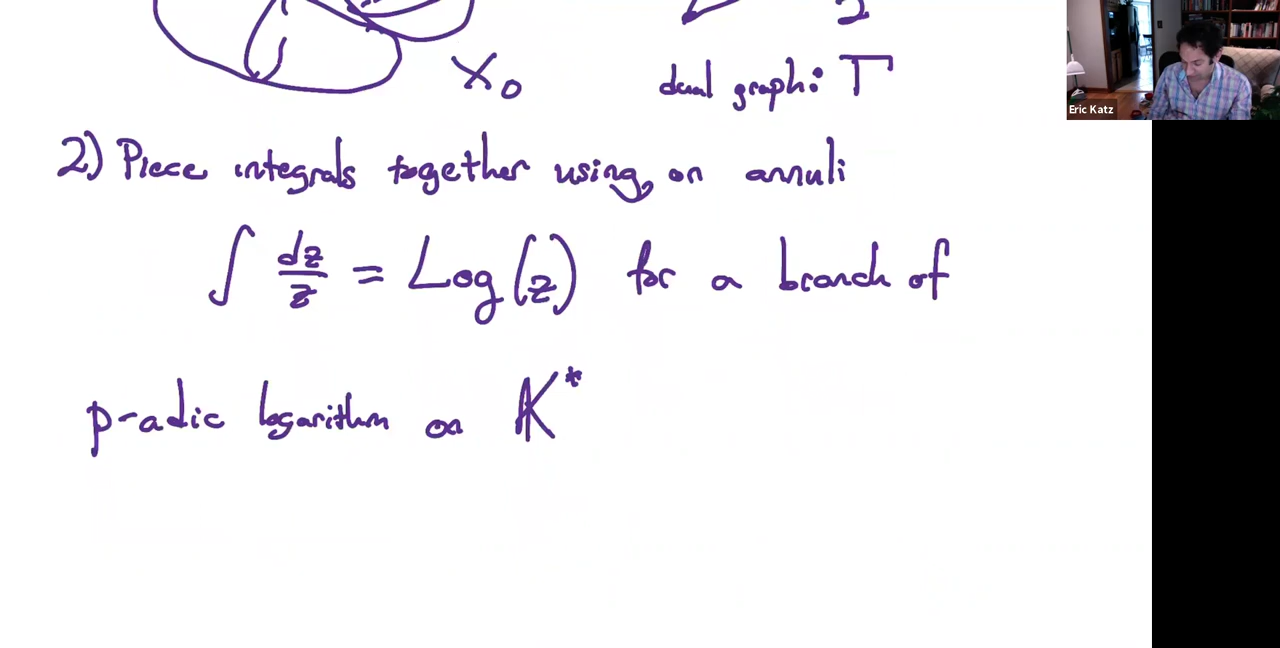 2
X₀
dual graph: Γ
Eric Katz
2) Piece integrals together using, on annuli
∫ dz/z = Log(z) for a branch of
p-adic logarithm on 𝕂*